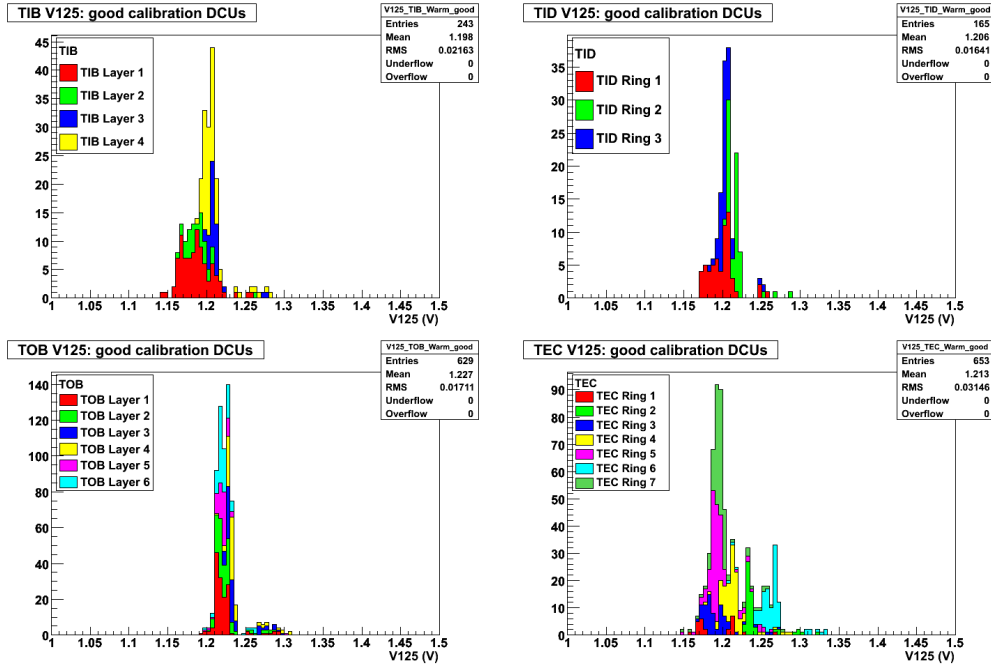 TIB V125: good calibration DCUs
V125_TIB_Warm_good
Entries 243
Mean 1.198
RMS 0.02163
Underflow 0
Overflow 0
TIB
TIB Layer 1
TIB Layer 2
TIB Layer 3
TIB Layer 4
45
40
35
30
25
20
15
10
5
0
1 1.05 1.1 1.15 1.2 1.25 1.3 1.35 1.4 1.45 1.5
V125 (V)
TID V125: good calibration DCUs
V125_TID_Warm_good
Entries 165
Mean 1.206
RMS 0.01641
Underflow 0
Overflow 0
TID
TID Ring 1
TID Ring 2
TID Ring 3
35
30
25
20
15
10
5
0
1 1.05 1.1 1.15 1.2 1.25 1.3 1.35 1.4 1.45 1.5
V125 (V)
TOB V125: good calibration DCUs
V125_TOB_Warm_good
Entries 629
Mean 1.227
RMS 0.01711
Underflow 0
Overflow 0
TOB
TOB Layer 1
TOB Layer 2
TOB Layer 3
TOB Layer 4
TOB Layer 5
TOB Layer 6
140
120
100
80
60
40
20
0
1 1.05 1.1 1.15 1.2 1.25 1.3 1.35 1.4 1.45 1.5
V125 (V)
TEC V125: good calibration DCUs
V125_TEC_Warm_good
Entries 653
Mean 1.213
RMS 0.03146
Underflow 0
Overflow 0
TEC
TEC Ring 1
TEC Ring 2
TEC Ring 3
TEC Ring 4
TEC Ring 5
TEC Ring 6
TEC Ring 7
90
80
70
60
50
40
30
20
10
0
1 1.05 1.1 1.15 1.2 1.25 1.3 1.35 1.4 1.45 1.5
V125 (V)